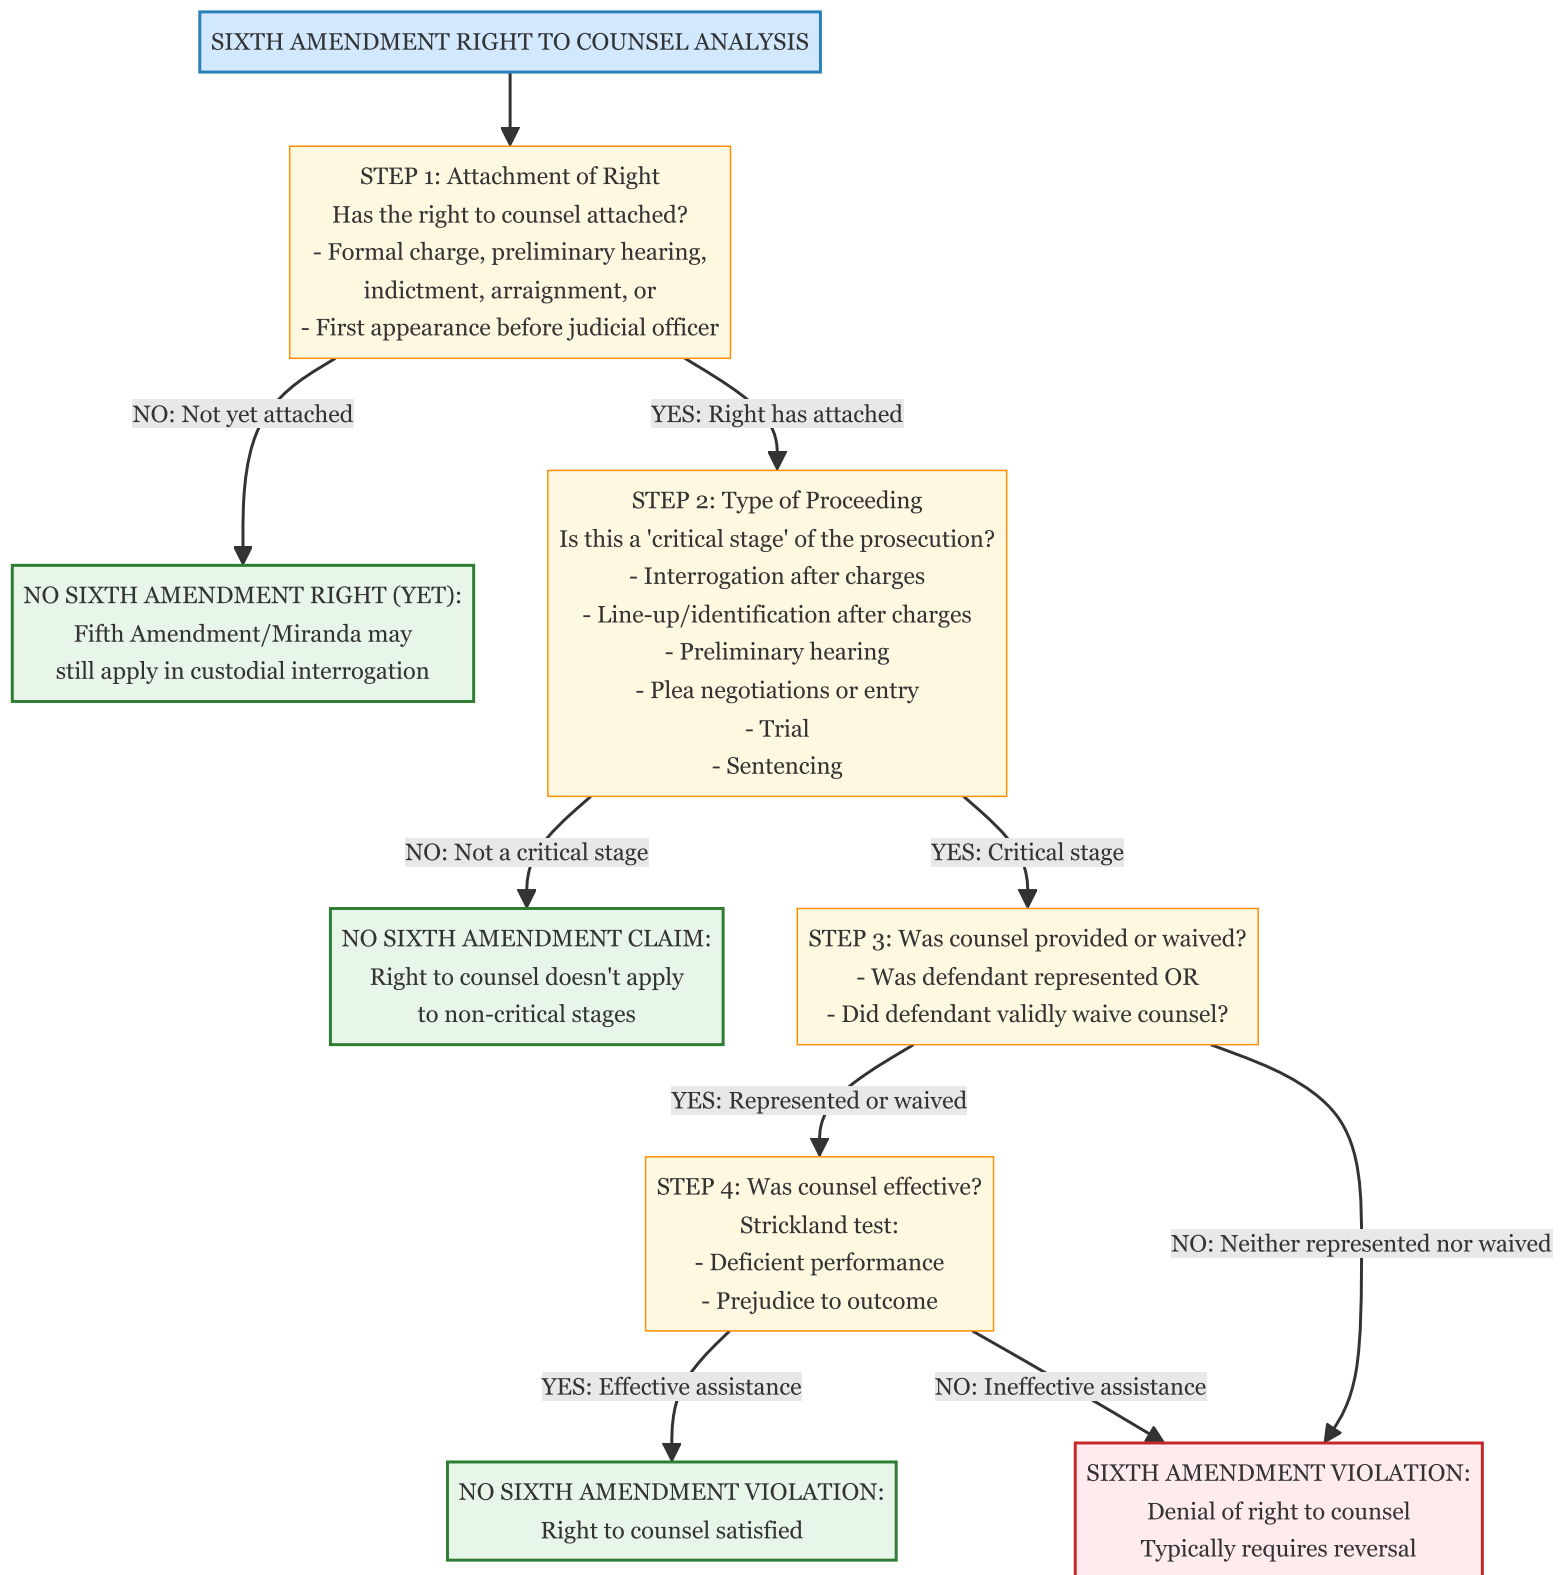 SIXTH AMENDMENT RIGHT TO COUNSEL ANALYSIS
STEP 1: Attachment of Right
Has the right to counsel attached?
- Formal charge, preliminary hearing,
indictment, arraignment, or
- First appearance before judicial officer
NO: Not yet attached
YES: Right has attached
NO SIXTH AMENDMENT RIGHT (YET):
Fifth Amendment/Miranda may
still apply in custodial interrogation
STEP 2: Type of Proceeding
Is this a 'critical stage' of the prosecution?
- Interrogation after charges
- Line-up/identification after charges
- Preliminary hearing
- Plea negotiations or entry
- Trial
- Sentencing
NO: Not a critical stage
YES: Critical stage
NO SIXTH AMENDMENT CLAIM:
Right to counsel doesn't apply
to non-critical stages
STEP 3: Was counsel provided or waived?
- Was defendant represented OR
- Did defendant validly waive counsel?
YES: Represented or waived
NO: Neither represented nor waived
STEP 4: Was counsel effective?
Strickland test:
- Deficient performance
- Prejudice to outcome
YES: Effective assistance
NO: Ineffective assistance
NO SIXTH AMENDMENT VIOLATION:
Right to counsel satisfied
SIXTH AMENDMENT VIOLATION:
Denial of right to counsel
Typically requires reversal